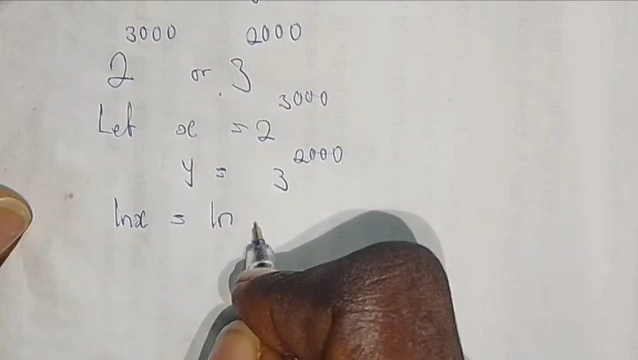 2^3000 or 3^2000
Let x = 2^3000
y = 3^2000
lnx = ln